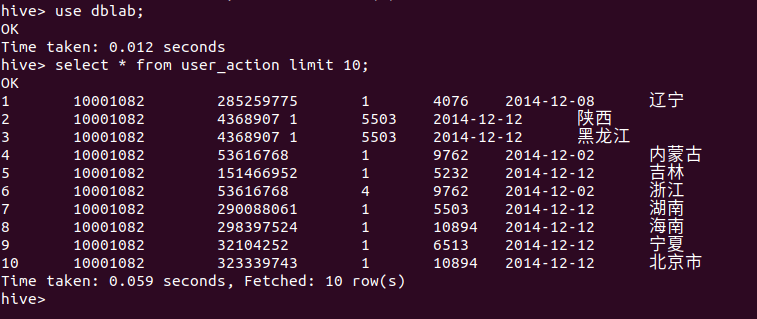 hive> use dblab;
OK
Time taken: 0.012 seconds
hive> select * from user_action limit 10;
OK
1	10001082	285259775	1	4076	2014-12-08	辽宁
2	10001082	4368907	1	5503	2014-12-12	陕西
3	10001082	4368907	1	5503	2014-12-12	黑龙江
4	10001082	53616768	1	9762	2014-12-02	内蒙古
5	10001082	151466952	1	5232	2014-12-12	吉林
6	10001082	53616768	4	9762	2014-12-02	浙江
7	10001082	290088061	1	5503	2014-12-12	湖南
8	10001082	298397524	1	10894	2014-12-12	海南
9	10001082	32104252	1	6513	2014-12-12	宁夏
10	10001082	323339743	1	10894	2014-12-12	北京市
Time taken: 0.059 seconds, Fetched: 10 row(s)
hive>